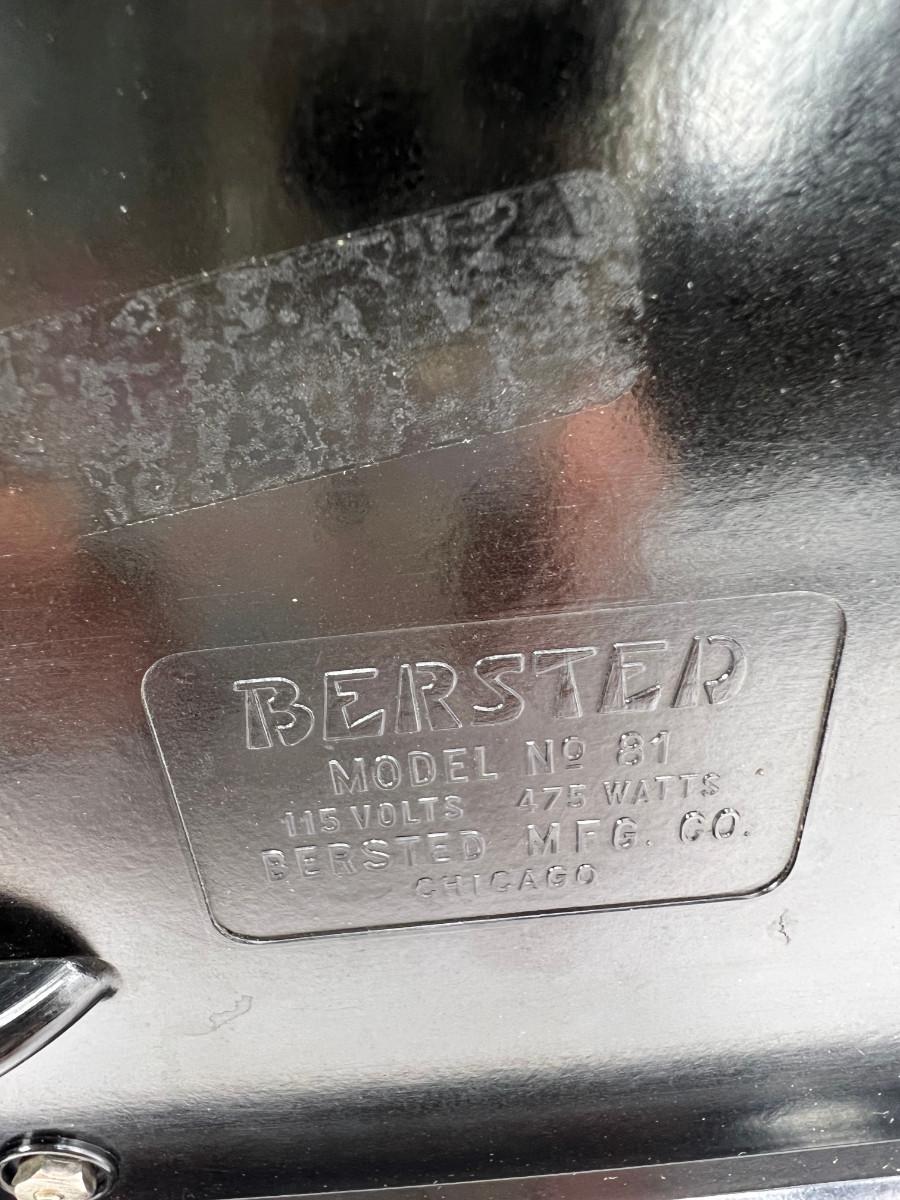 BERSTED
MODEL Nº 81
115 VOLTS 475 WATTS
BERSTED MFG. CO.
CHICAGO